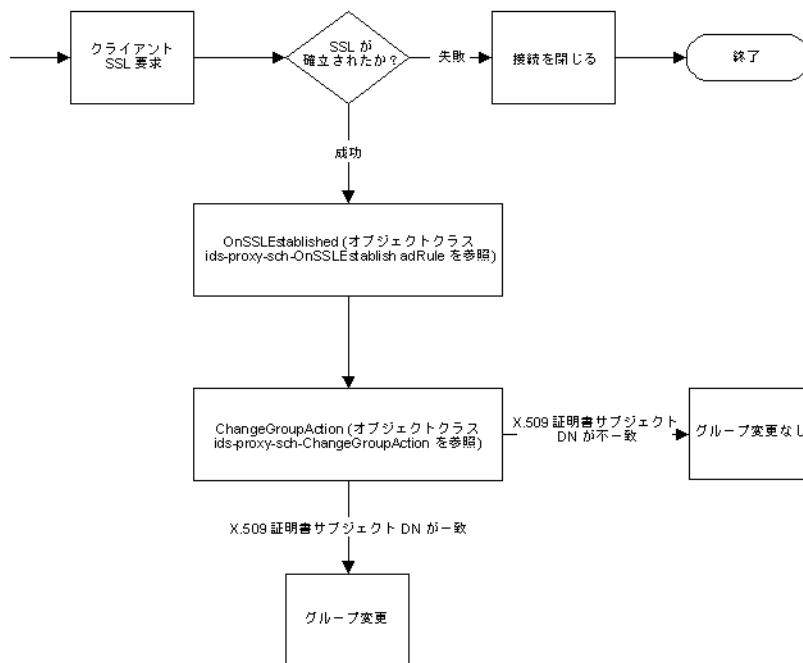 クライアント
SSL 要求
SSL が
確立されたか?
失敗
接続を閉じる
終了
成功
OnSSLEstablished (オブジェクトクラス
ids-proxy-sch-OnSSLEstablish adRule を参照)
ChangeGroupAction (オブジェクトクラス
ids-proxy-sch-ChangeGroupAction を参照)
X.509 証明書サブジェクト
DN が不一致
グループ変更なし
X.509 証明書サブジェクト DN が一致
グループ変更